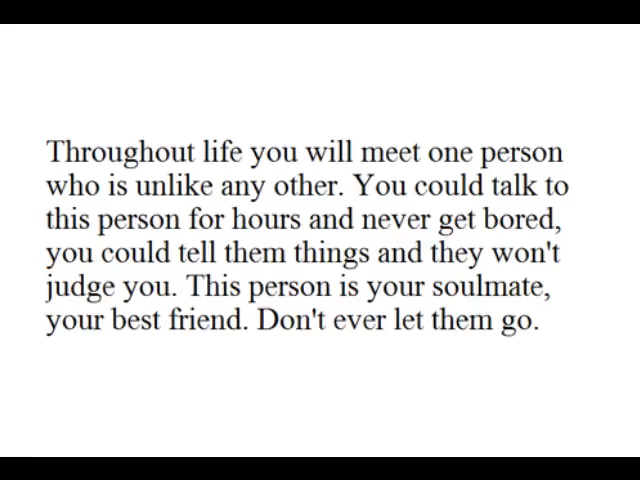 Throughout life you will meet one person
who is unlike any other. You could talk to
this person for hours and never get bored,
you could tell them things and they won't
judge you. This person is your soulmate,
your best friend. Don't ever let them go.